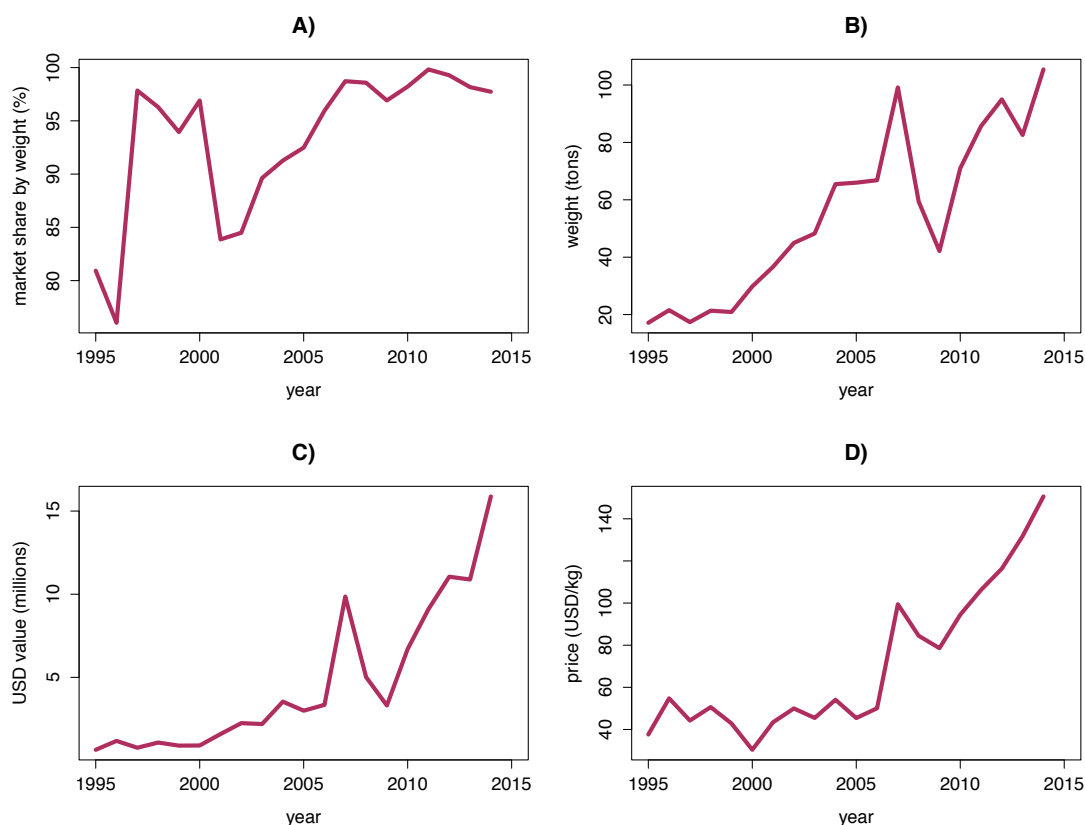 A)
market share by weight (%)
100
95
90
85
80
1995 2000 2005 2010 2015
year
B)
weight (tons)
100
80
60
40
20
1995 2000 2005 2010 2015
year
C)
USD value (millions)
15
10
5
1995 2000 2005 2010 2015
year
D)
price (USD/kg)
140
100
80
60
40
1995 2000 2005 2010 2015
year